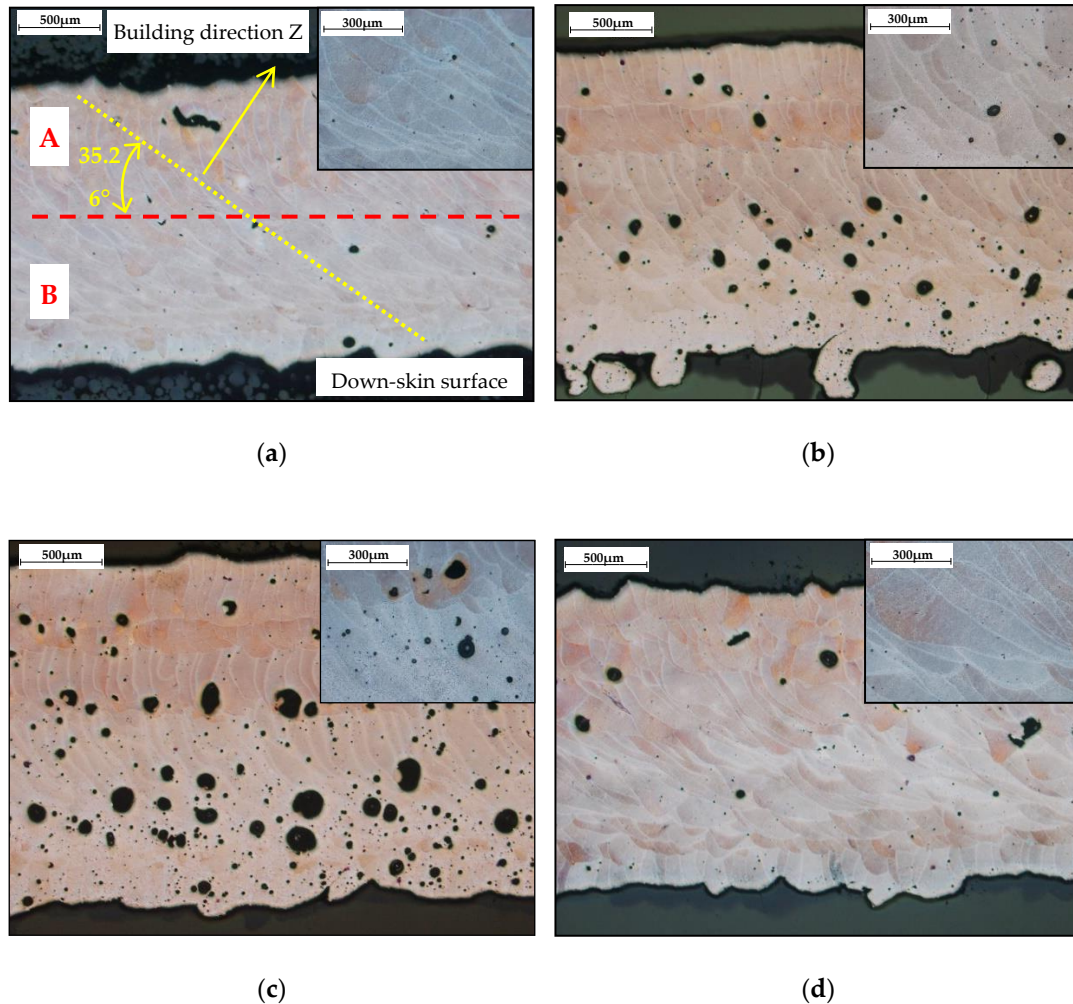 500µm
Building direction Z
300µm
A
35.2
6°
B
Down-skin surface
(a)
500µm
300µm
(b)
500µm
300µm
(c)
500µm
300µm
(d)